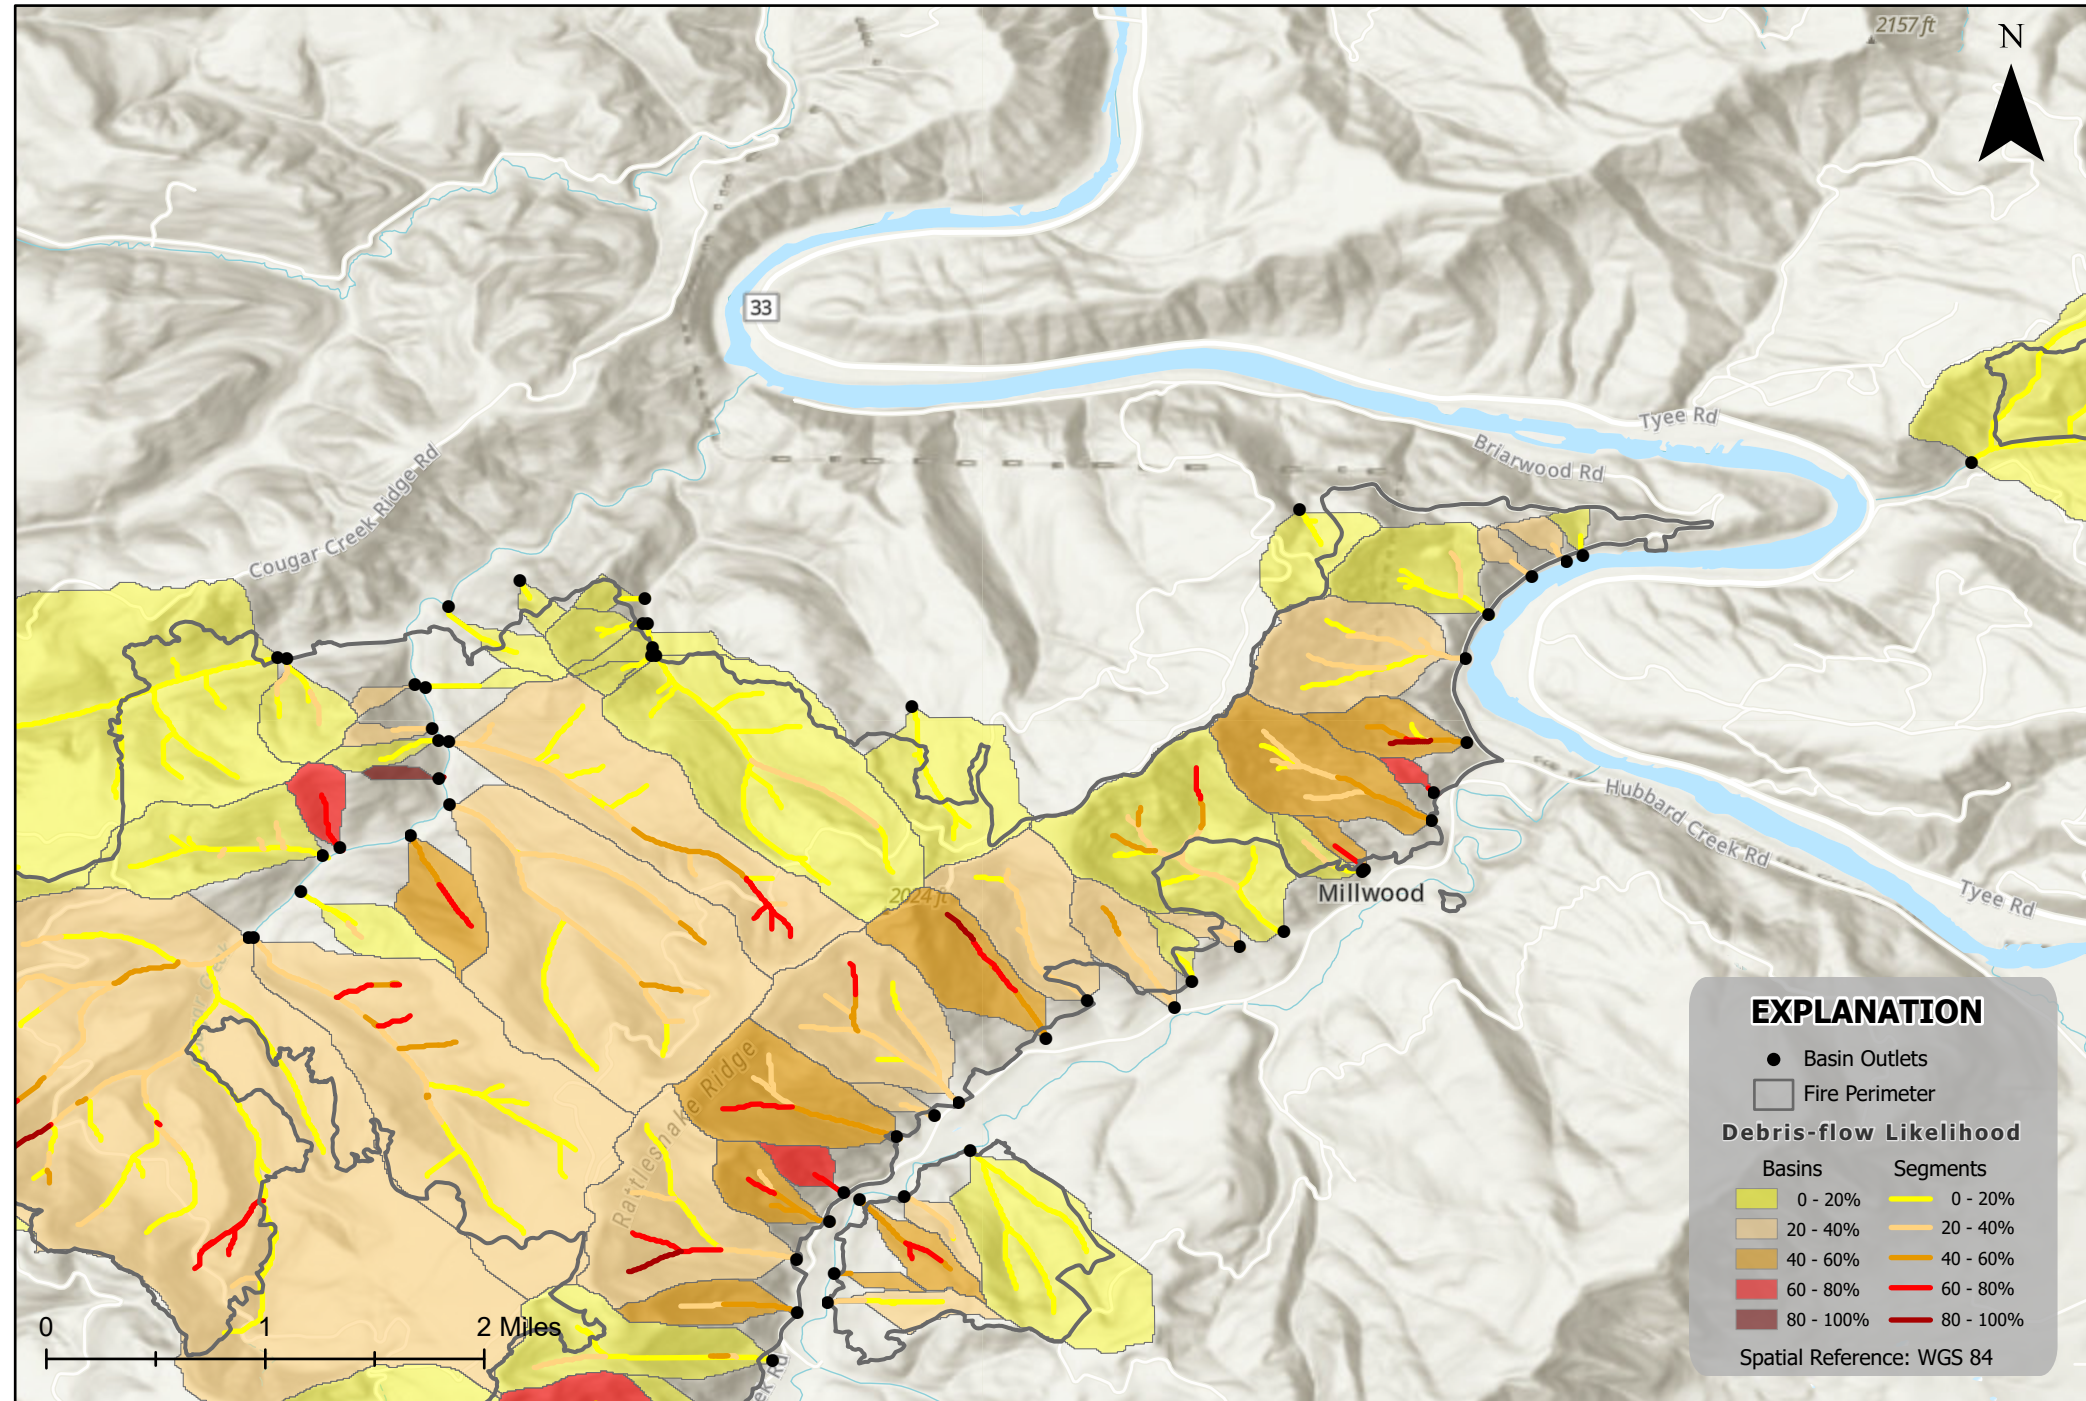 2157 ft
N
33
Tyee Rd
Briarwood Rd
Cougar Creek Ridge Rd
Hubbard Creek Rd
Millwood
2024 ft
Tyee Rd
Rattlesnake Ridge
EXPLANATION
Basin Outlets
Fire Perimeter
Debris-flow Likelihood
Basins Segments
0 - 20% 0 - 20%
20 - 40% 20 - 40%
40 - 60% 40 - 60%
60 - 80% 60 - 80%
80 - 100% 80 - 100%
Spatial Reference: WGS 84
0 1 2 Miles
ek Rd